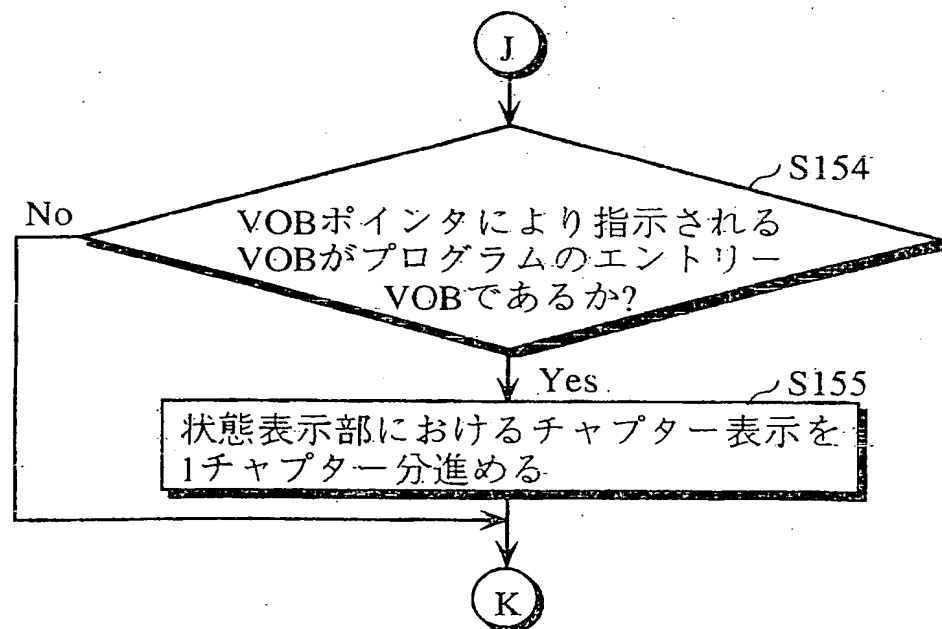 J
S154
No
VOBポインタにより指示される
VOBがプログラムのエントリー
VOBであるか?
Yes
S155
状態表示部におけるチャプター表示を
1チャプター分進める
K